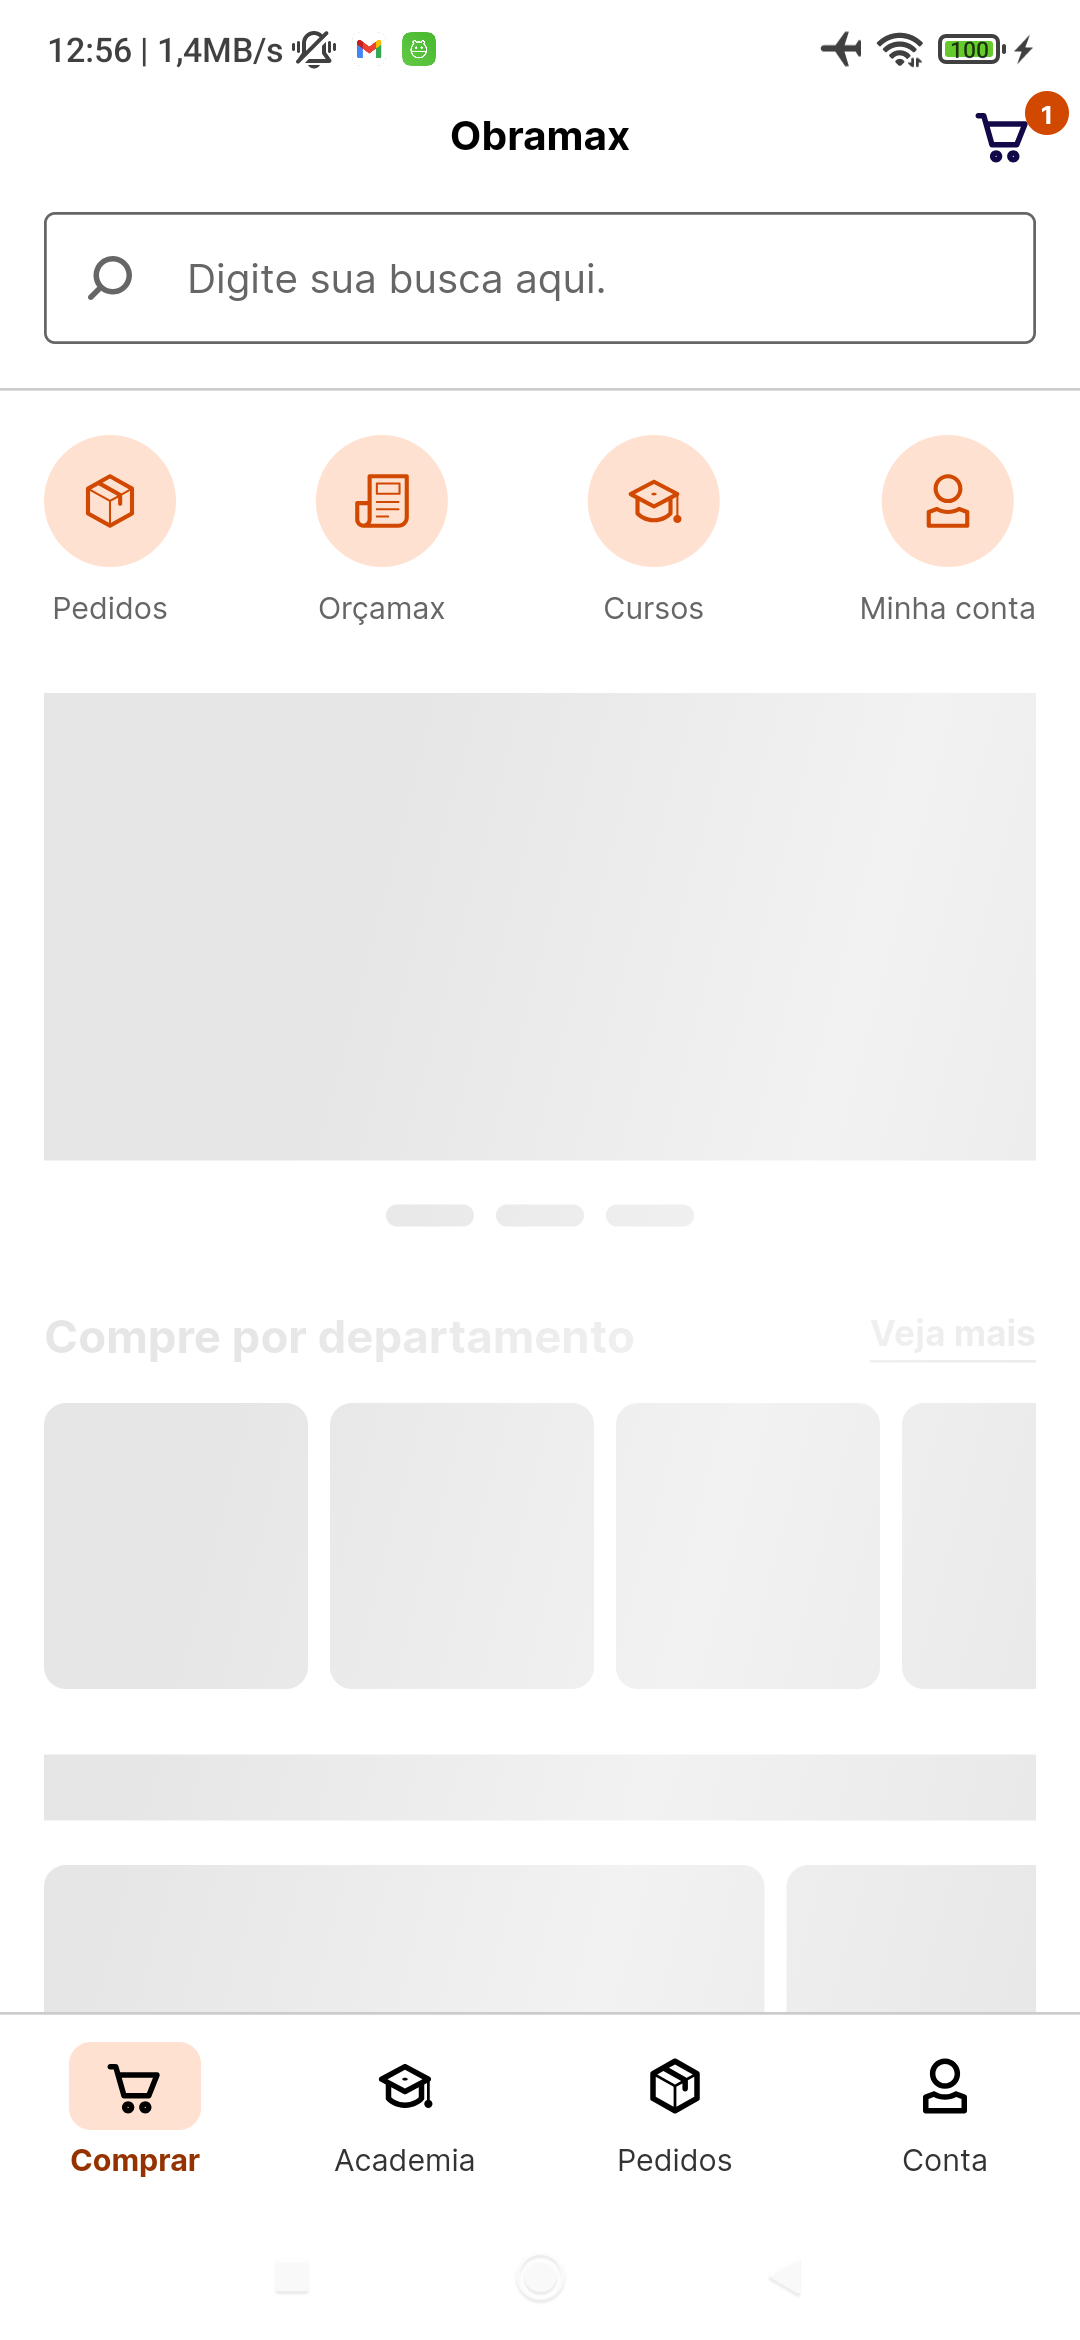 12:56 | 1,4MB/s
100
Obramax
1
Digite sua busca aqui.
Pedidos
Orçamax
Cursos
Minha conta
Compre por departamento
Veja mais
Comprar
Academia
Pedidos
Conta